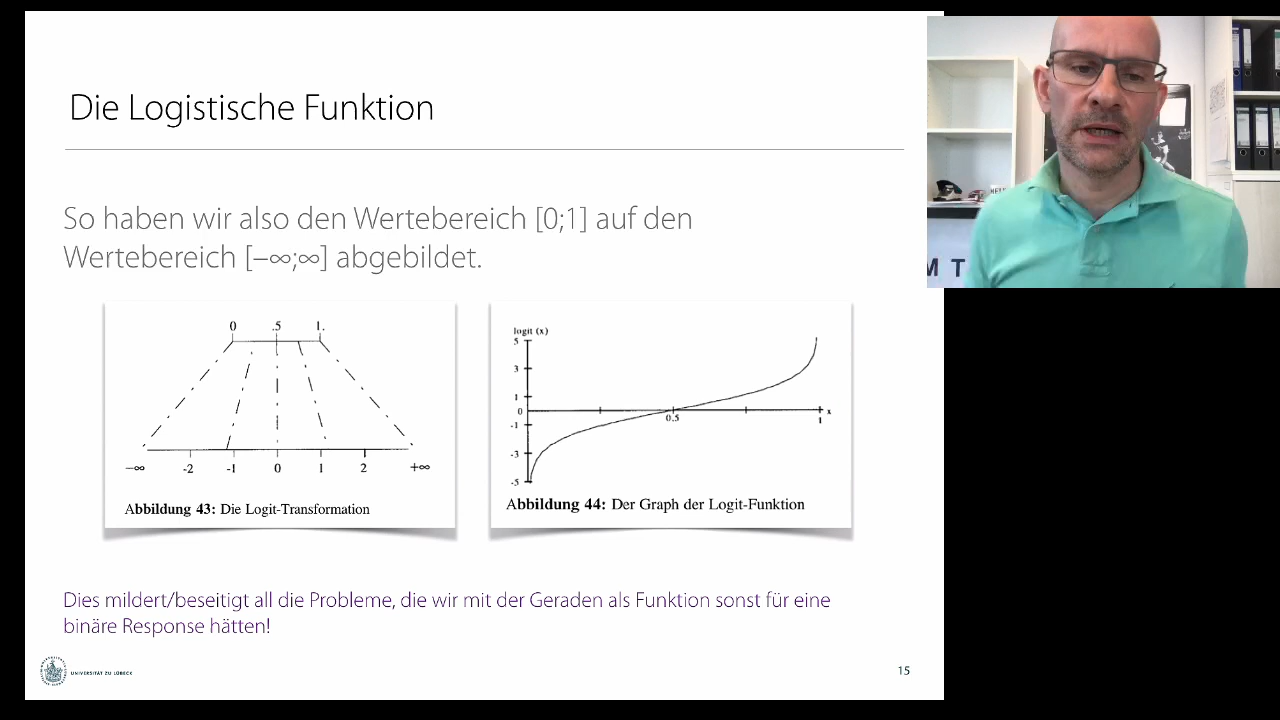 Die Logistische Funktion
So haben wir also den Wertebereich [0;1] auf den
Wertebereich [−∞;∞] abgebildet.
0 .5 1.
−∞ -2 -1 0 1 2 +∞
Abbildung 43: Die Logit-Transformation
logit (x)
5
3
1
0
-1
-3
-5
0.5
1
x
Abbildung 44: Der Graph der Logit-Funktion
Dies mildert/beseitigt all die Probleme, die wir mit der Geraden als Funktion sonst für eine
binäre Response hätten!
UNIVERSITÄT ZU LÜBECK
15
M T